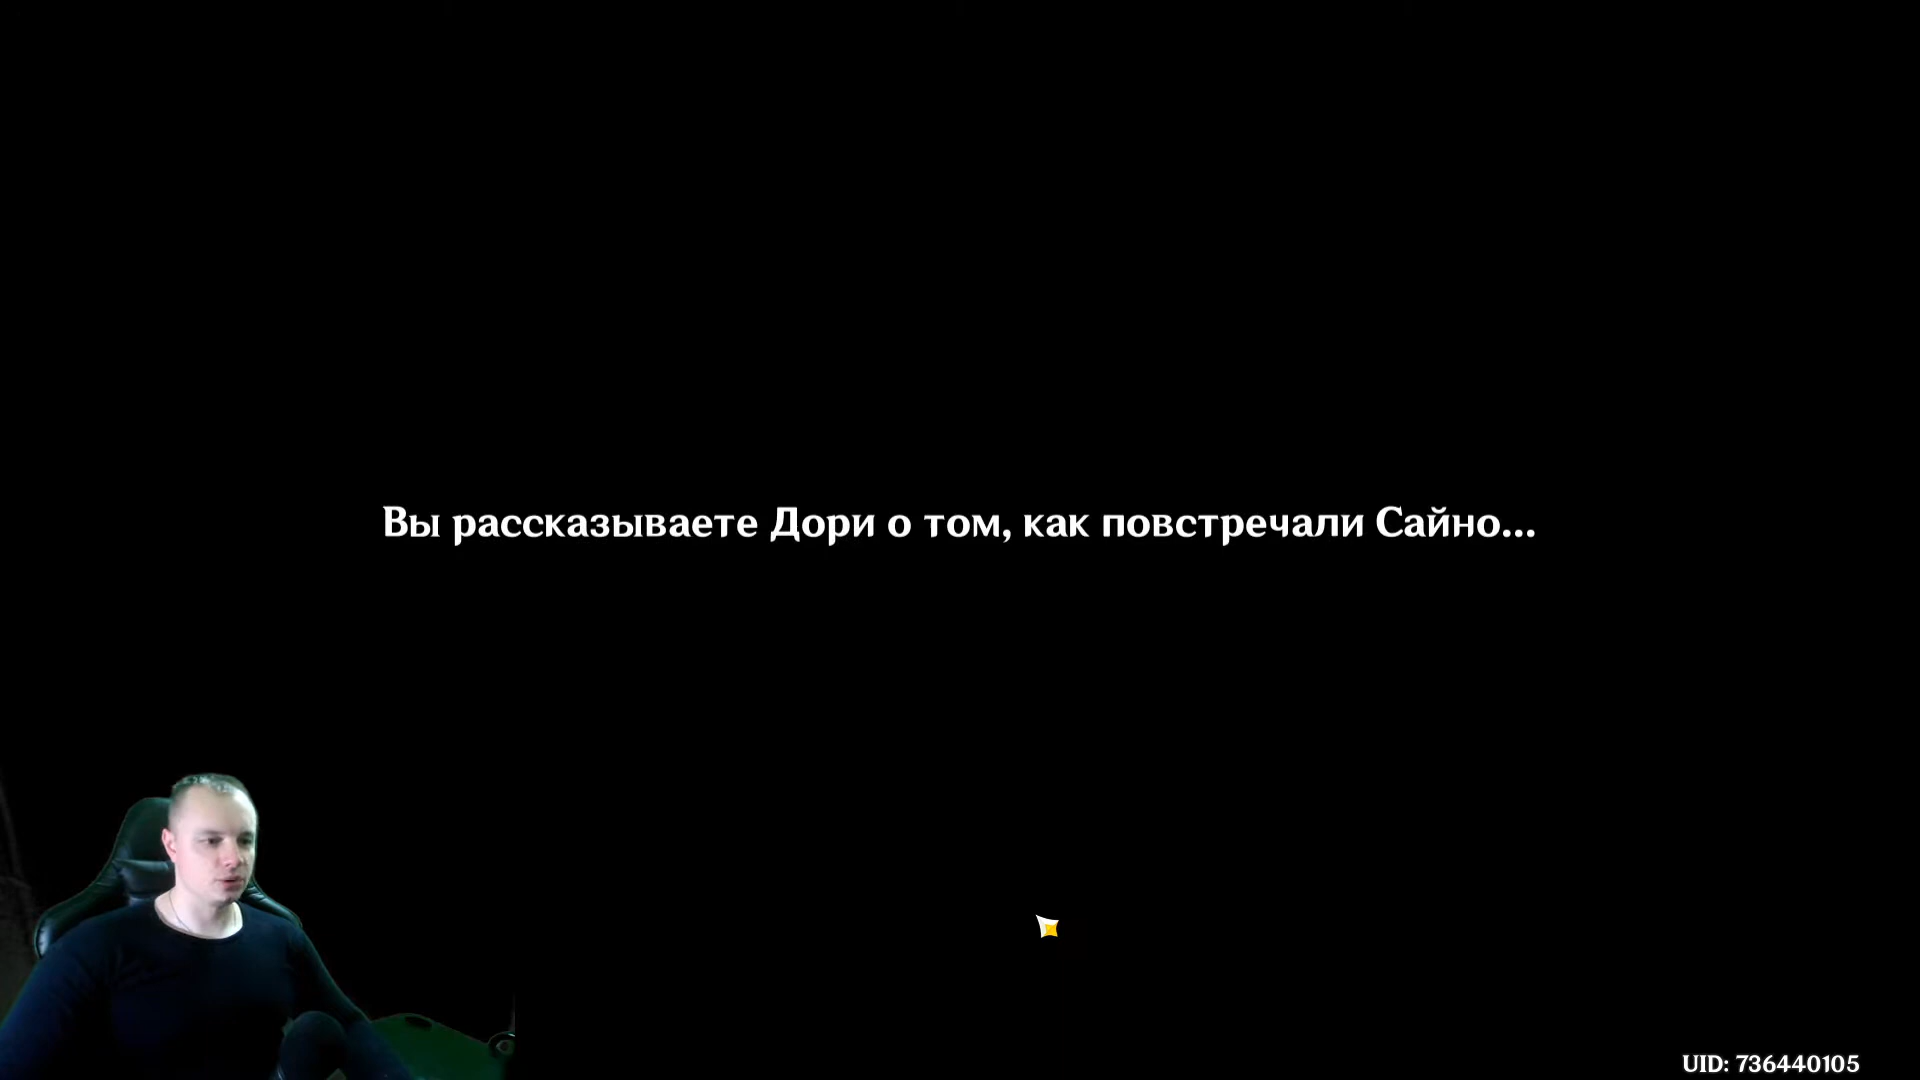 Вы рассказываете Дори о том, как повстречали Сайно...
UID: 736440105